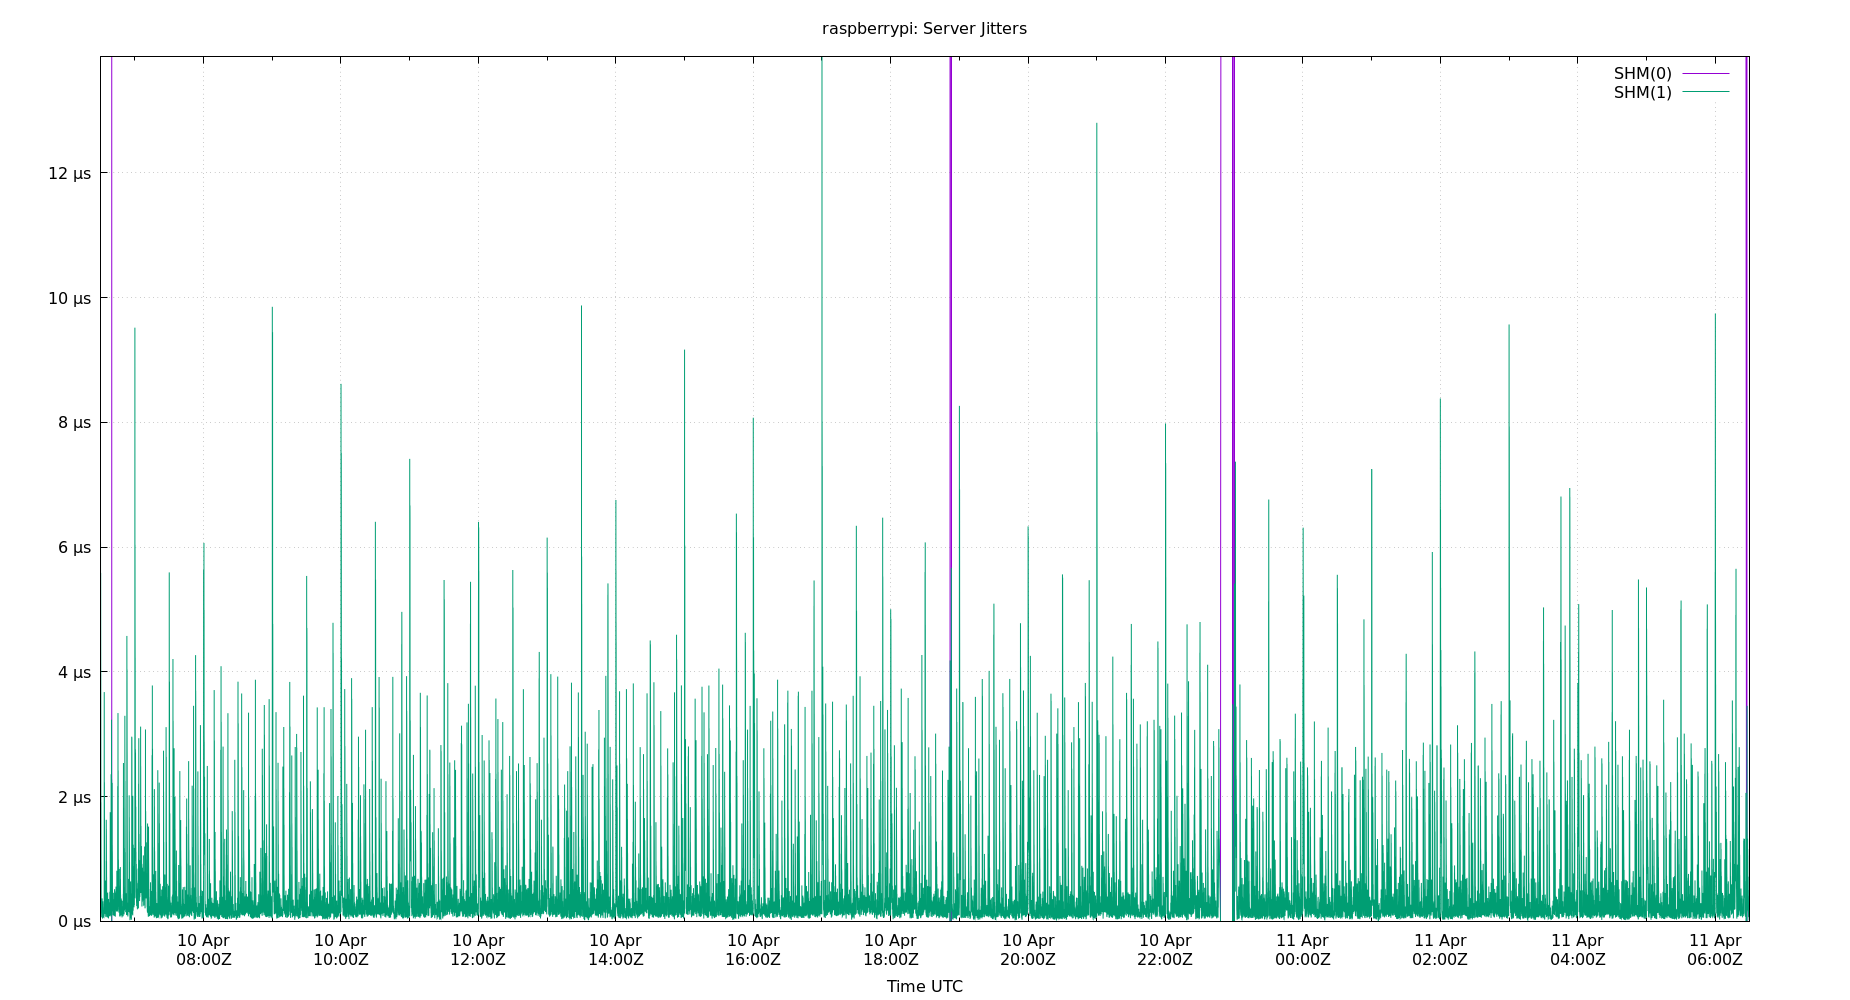 raspberrypi: Server Jitters
SHM(0)
SHM(1)
12 µs
10 µs
8 µs
6 µs
4 µs
2 µs
0 µs
10 Apr 10 Apr 10 Apr 10 Apr 10 Apr 10 Apr 10 Apr 10 Apr 11 Apr 11 Apr 11 Apr 11 Apr
08:00Z 10:00Z 12:00Z 14:00Z 16:00Z 18:00Z 20:00Z 22:00Z 00:00Z 02:00Z 04:00Z 06:00Z
Time UTC